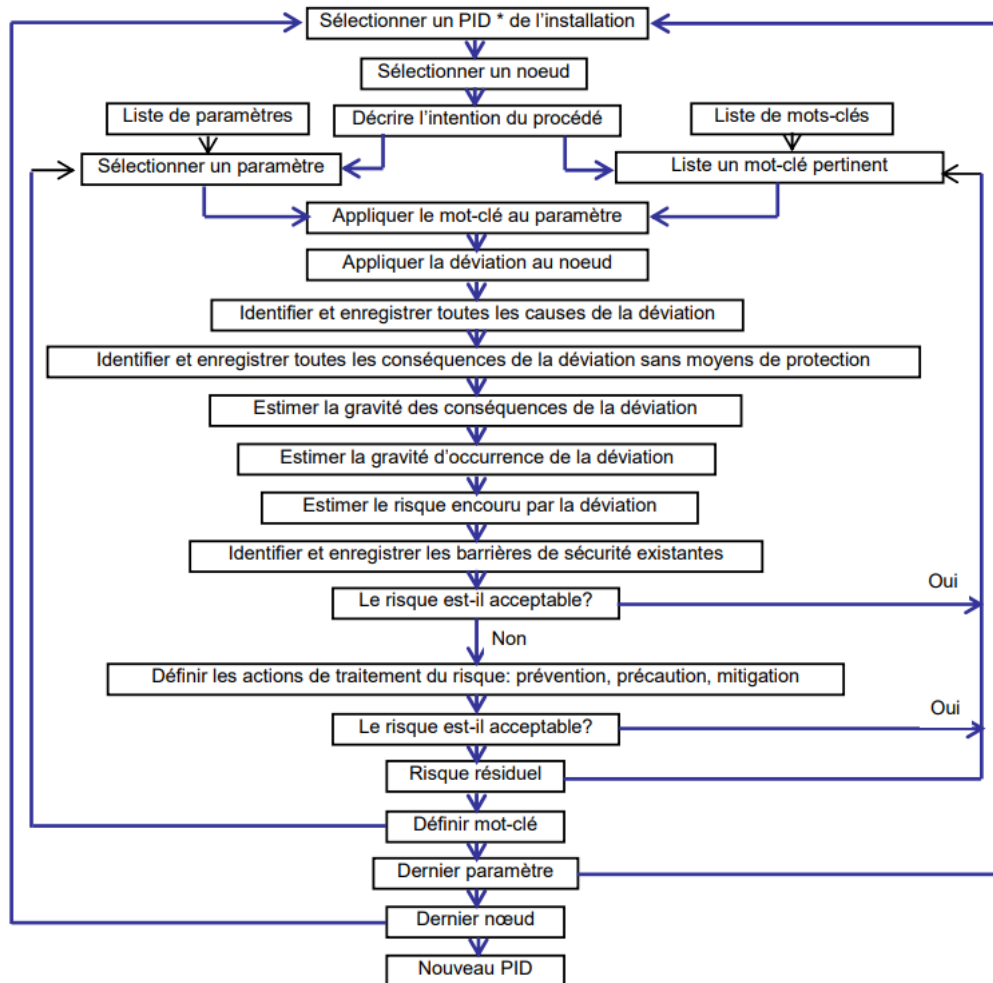 Sélectionner un PID * de l'installation
Sélectionner un noeud
Liste de paramètres
Décrire l'intention du procédé
Liste de mots-clés
Sélectionner un paramètre
Liste un mot-clé pertinent
Appliquer le mot-clé au paramètre
Appliquer la déviation au noeud
Identifier et enregistrer toutes les causes de la déviation
Identifier et enregistrer toutes les conséquences de la déviation sans moyens de protection
Estimer la gravité des conséquences de la déviation
Estimer la gravité d'occurrence de la déviation
Estimer le risque encouru par la déviation
Identifier et enregistrer les barrières de sécurité existantes
Oui
Le risque est-il acceptable?
Non
Définir les actions de traitement du risque: prévention, précaution, mitigation
Oui
Le risque est-il acceptable?
Risque résiduel
Définir mot-clé
Dernier paramètre
Dernier nœud
Nouveau PID